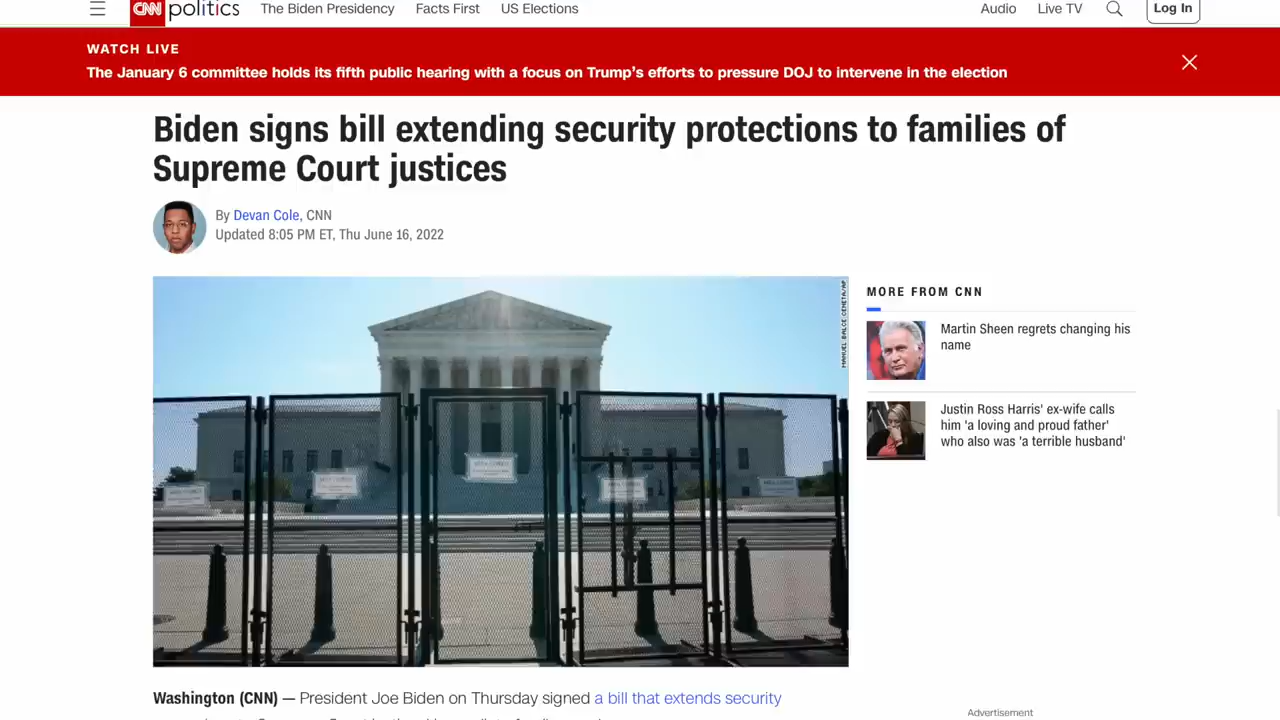 CNN politics
The Biden Presidency
Facts First
US Elections
Audio
Live TV
Log In
WATCH LIVE
The January 6 committee holds its fifth public hearing with a focus on Trump's efforts to pressure DOJ to intervene in the election
Biden signs bill extending security protections to families of
Supreme Court justices
By Devan Cole, CNN
Updated 8:05 PM ET, Thu June 16, 2022
MANUEL BALCE CENETA/AP
MORE FROM CNN
Martin Sheen regrets changing his
name
Justin Ross Harris' ex-wife calls
him 'a loving and proud father'
who also was 'a terrible husband'
Washington (CNN) — President Joe Biden on Thursday signed a bill that extends security
Advertisement